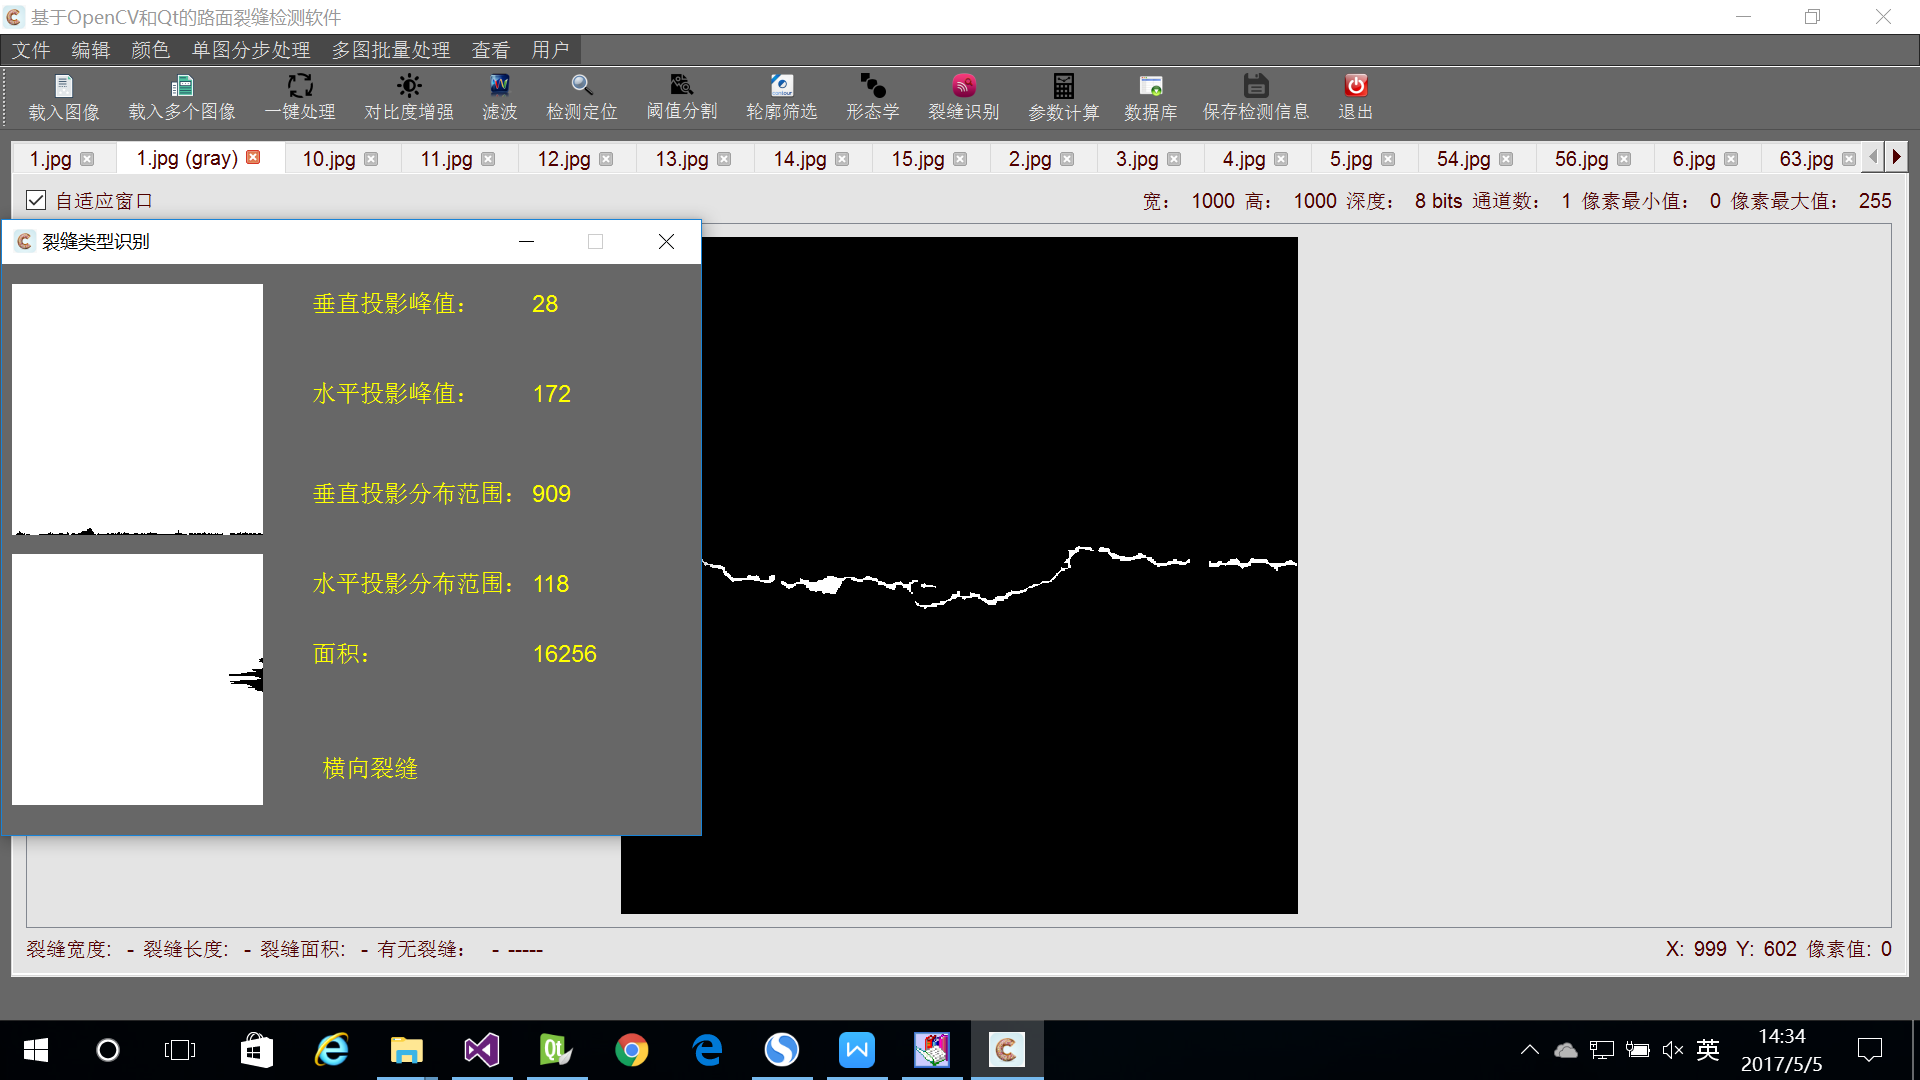 基于OpenCV和Qt的路面裂缝检测软件
文件 编辑 颜色 单图分步处理 多图批量处理 查看 用户
载入图像 载入多个图像 一键处理 对比度增强 滤波 检测定位 阈值分割 轮廓筛选 形态学 裂缝识别 参数计算 数据库 保存检测信息 退出
1.jpg 1.jpg (gray) 10.jpg 11.jpg 12.jpg 13.jpg 14.jpg 15.jpg 2.jpg 3.jpg 4.jpg 5.jpg 54.jpg 56.jpg 6.jpg 63.jpg
自适应窗口 宽： 1000 高： 1000 深度： 8 bits 通道数： 1 像素最小值： 0 像素最大值： 255
裂缝类型识别
垂直投影峰值： 28
水平投影峰值： 172
垂直投影分布范围： 909
水平投影分布范围： 118
面积： 16256
横向裂缝
裂缝宽度: - 裂缝长度: - 裂缝面积: - 有无裂缝： - -----
X: 999 Y: 602 像素值: 0
英
14:34
2017/5/5